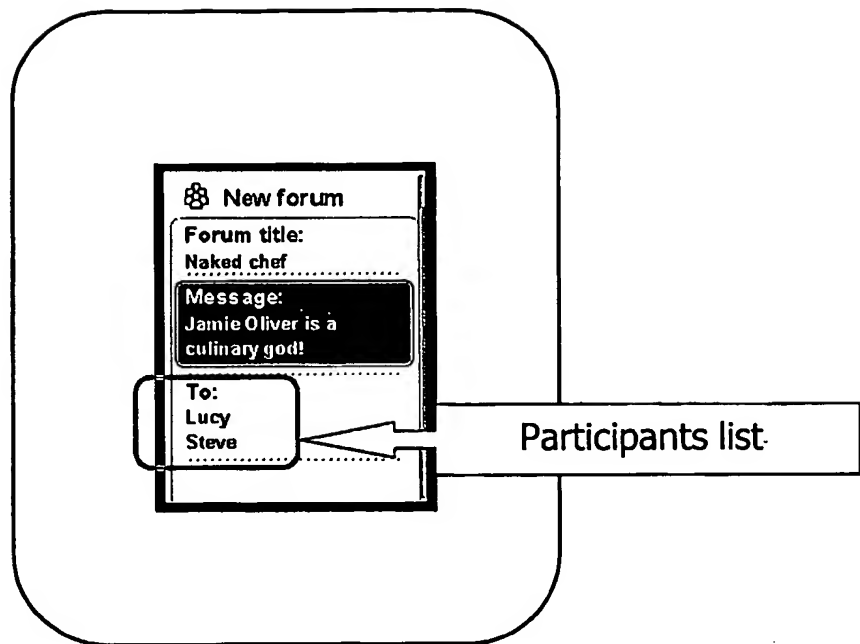 New forum
Forum title:
Naked chef
Message:
Jamie Oliver is a
culinary god!
To:
Lucy
Steve
Participants list